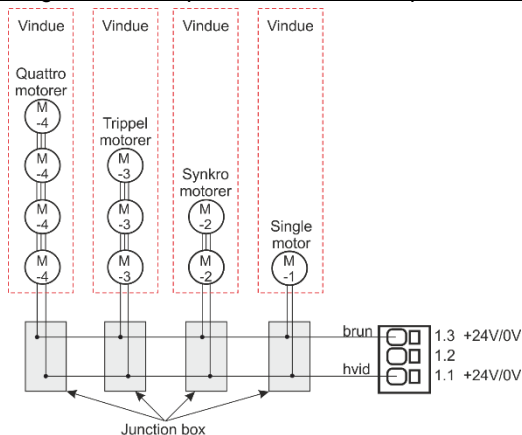 Vindue Vindue Vindue Vindue
Quattro
motorer
M
-4
M
-4
M
-4
M
-4
Trippel
motorer
M
-3
M
-3
M
-3
Synkro
motorer
M
-2
M
-2
Single
motor
M
-1
brun 1.3 +24V/0V
1.2
hvid 1.1 +24V/0V
Junction box